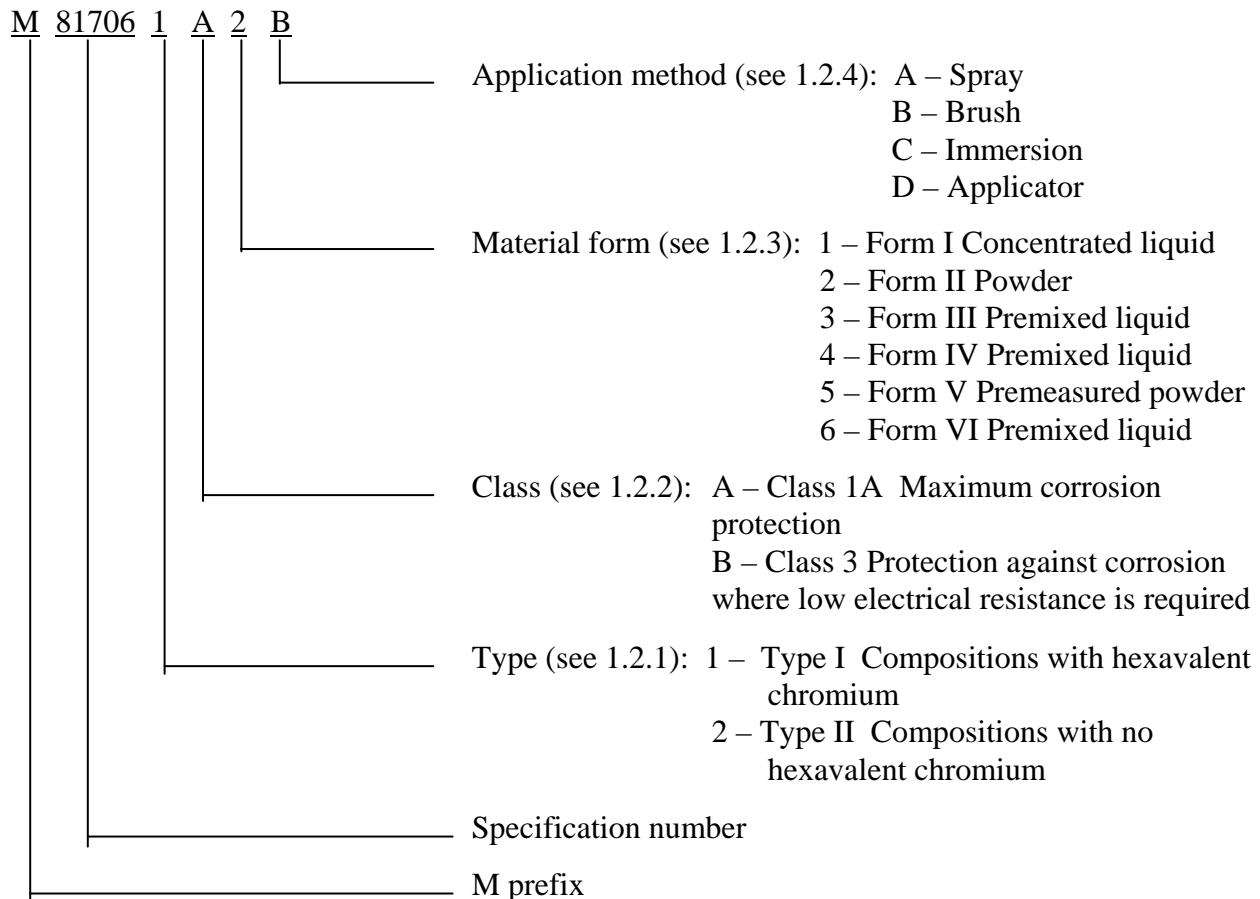 M 81706 1 A 2 B
Application method (see 1.2.4): A – Spray
B – Brush
C – Immersion
D – Applicator
Material form (see 1.2.3): 1 – Form I Concentrated liquid
2 – Form II Powder
3 – Form III Premixed liquid
4 – Form IV Premixed liquid
5 – Form V Premeasured powder
6 – Form VI Premixed liquid
Class (see 1.2.2): A – Class 1A Maximum corrosion
protection
B – Class 3 Protection against corrosion
where low electrical resistance is required
Type (see 1.2.1): 1 – Type I Compositions with hexavalent
chromium
2 – Type II Compositions with no
hexavalent chromium
Specification number
M prefix